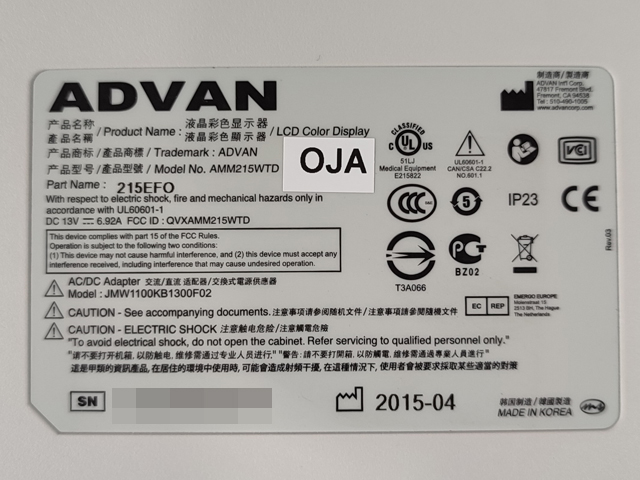 ADVAN
产品名称
產品名稱 / Product Name : 液晶彩色显示器
液晶彩色顯示器 / LCD Color Display
产品商标 / 產品商標 / Trademark : ADVAN
产品型号 / 產品型號 / Model No. AMM215WTD
Part Name : 215EFO
OJA
With respect to electric shock, fire and mechanical hazards only in
accordance with UL60601-1
DC 13V ⎓ 6.92A FCC ID : QVXAMM215WTD
This device complies with part 15 of the FCC Rules.
Operation is subject to the following two conditions:
(1) This device may not cause harmful interference, and (2) this device must accept any
interference received, including interference that may cause undesired operation.
AC/DC Adapter 交流/直流 适配器/交換式電源供應器
Model : JMW1100KB1300F02
CAUTION - See accompanying documents. 注意事项请参阅随机文件 / 注意事項請參閱隨機文件
CAUTION - ELECTRIC SHOCK 注意触电危险/注意觸電危險
"To avoid electrical shock, do not open the cabinet. Refer servicing to qualified personnel only."
"请不要打开机箱, 以防触电, 维修需通过专业人员进行." "警告: 請不要打開箱, 以防觸電, 維修需通過專業人員進行"
這是甲類的資訊產品, 在居住的環境中使用時, 可能會造成射頻干擾, 在這種情況下, 使用者會被要求採取某些適當的對策
SN
2015-04
制造商/製造商
ADVAN Int'l Corp.
47817 Fremont Blvd.
Fremont, CA 94538
Tel : 510-490-1005
www.advancorp.com
CLASSIFIED
C UL US
51LJ
Medical Equipment
E215822
UL60601-1
CAN/CSA C22.2
NO.601.1
VCCI
CCC
5
IP23
CE
T3A066
PC
BZ02
Rev.03
EC REP
EMERGO EUROPE
Molenstraat 15
2513 BH, The Hague
The Netherlands
韩国制造 / 韓國製造
MADE IN KOREA